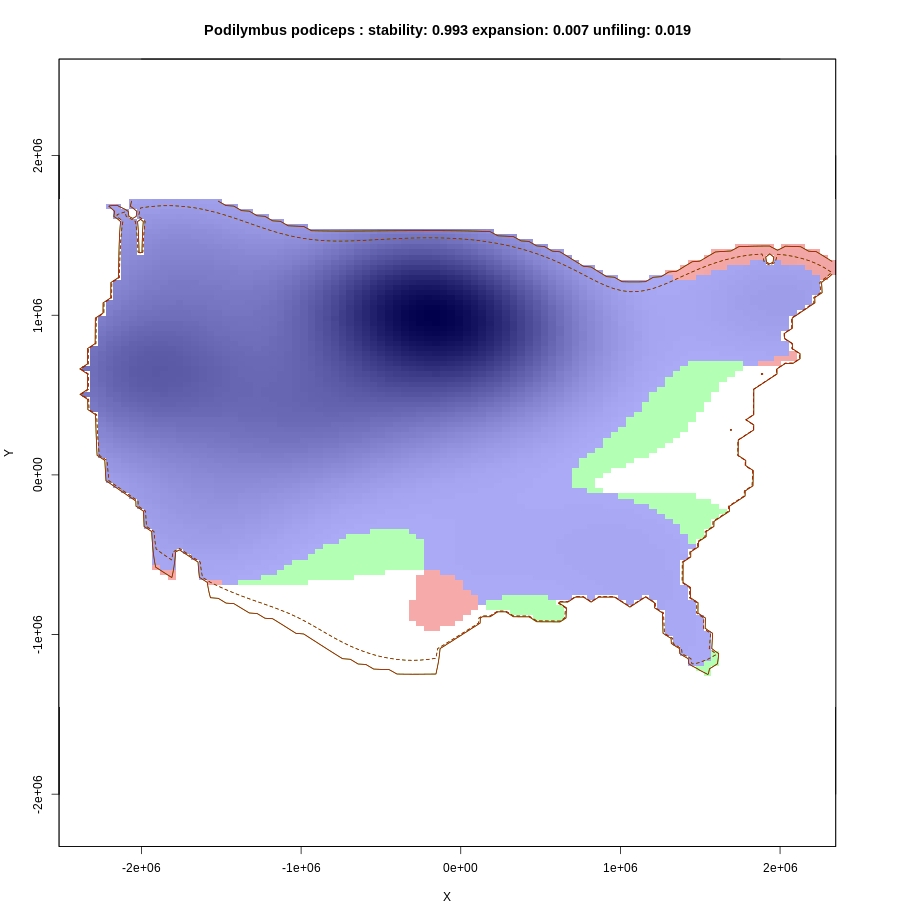 Podilymbus podiceps : stability: 0.993 expansion: 0.007 unfiling: 0.019
2e+06
1e+06
0e+00
-1e+06
-2e+06
Y
-2e+06 -1e+06 0e+00 1e+06 2e+06
X